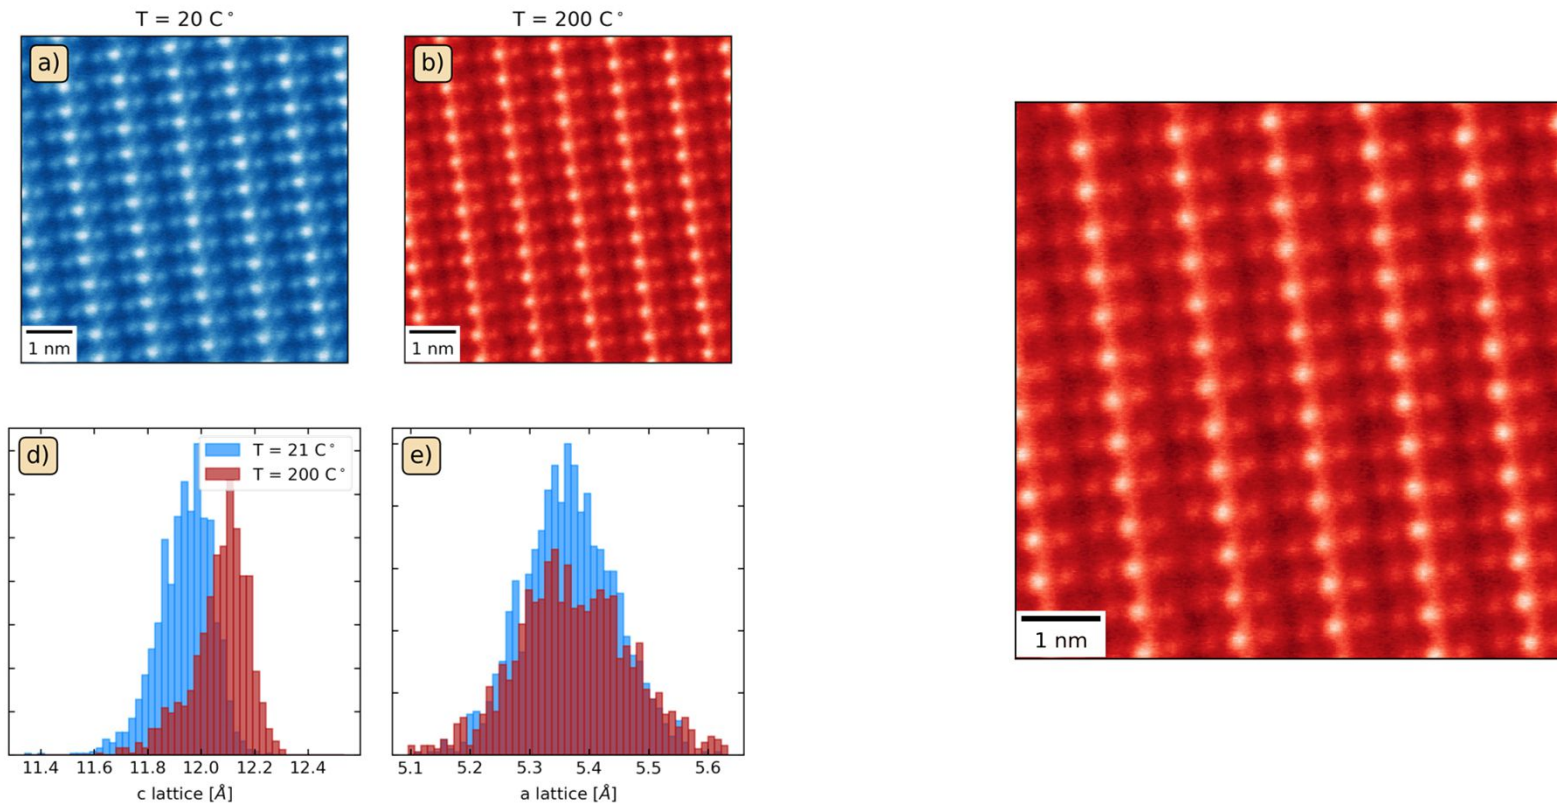 T = 20 C°
T = 200 C°
a)
b)
1 nm
1 nm
1 nm
d)
T = 21 C°
T = 200 C°
e)
11.4 11.6 11.8 12.0 12.2 12.4
c lattice [Å]
5.1 5.2 5.3 5.4 5.5 5.6
a lattice [Å]